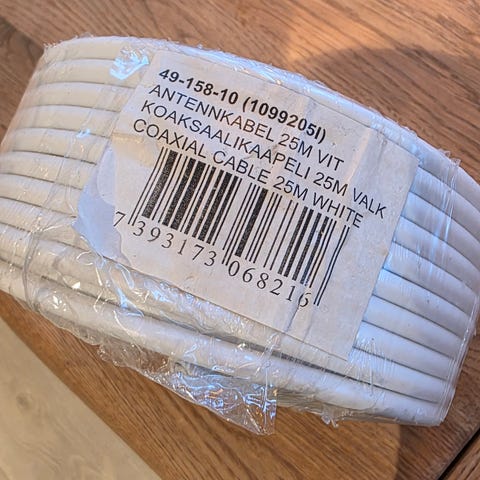 49-158-10 (1099205I)
ANTENNKABEL 25M VIT
KOAKSAALIKAAPELI 25M VALK
COAXIAL CABLE 25M WHITE
7 393173 068216